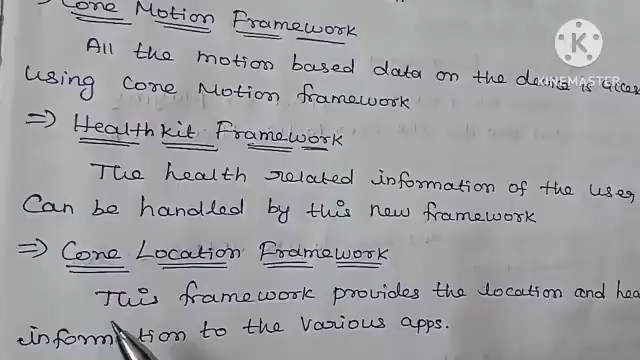 Core Motion Framework
All the motion based data on the device is
using Core Motion framework
⇒ Healthkit Framework
The health related information of the user,
Can be handled by this new framework
⇒ Core Location Framework
This framework provides the location and
information to the various apps.
K
KINEMASTER